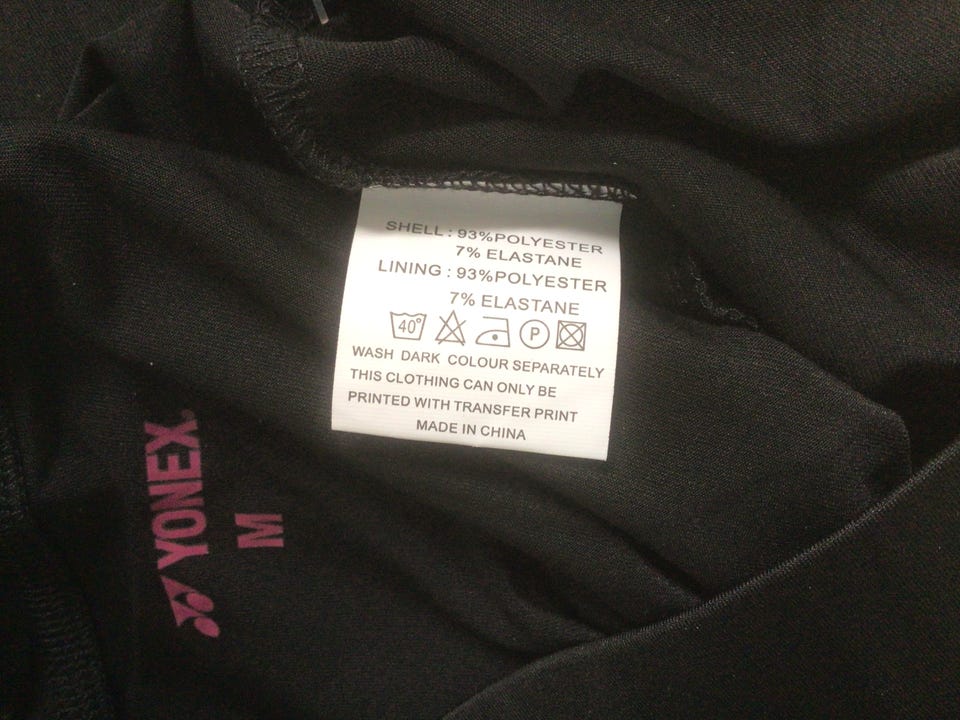 SHELL : 93%POLYESTER
7% ELASTANE
LINING : 93%POLYESTER
7% ELASTANE
40°
P
WASH DARK COLOUR SEPARATELY
THIS CLOTHING CAN ONLY BE
PRINTED WITH TRANSFER PRINT
MADE IN CHINA
YONEX
M